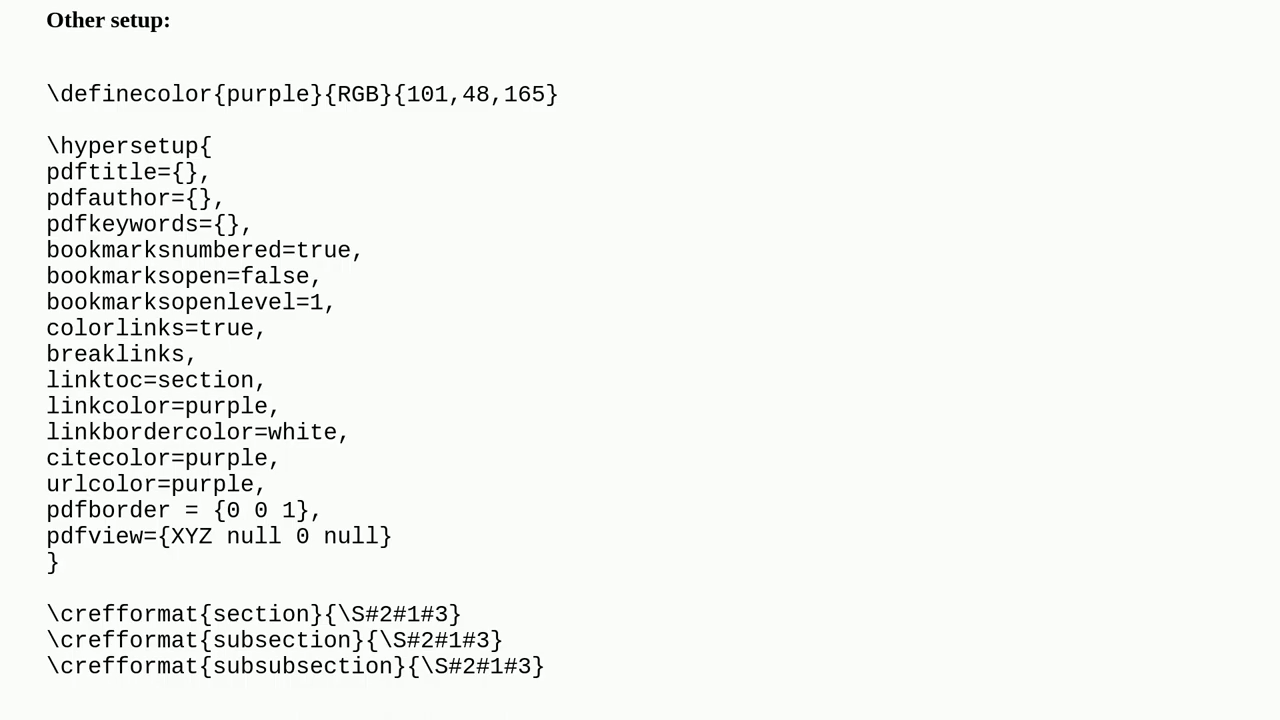 Other setup:
\definecolor{purple}{RGB}{101,48,165}
\hypersetup{
pdftitle={},
pdfauthor={},
pdfkeywords={},
bookmarksnumbered=true,
bookmarksopen=false,
bookmarksopenlevel=1,
colorlinks=true,
breaklinks,
linktoc=section,
linkcolor=purple,
linkbordercolor=white,
citecolor=purple,
urlcolor=purple,
pdfborder = {0 0 1},
pdfview={XYZ null 0 null}
}
\crefformat{section}{\S#2#1#3}
\crefformat{subsection}{\S#2#1#3}
\crefformat{subsubsection}{\S#2#1#3}